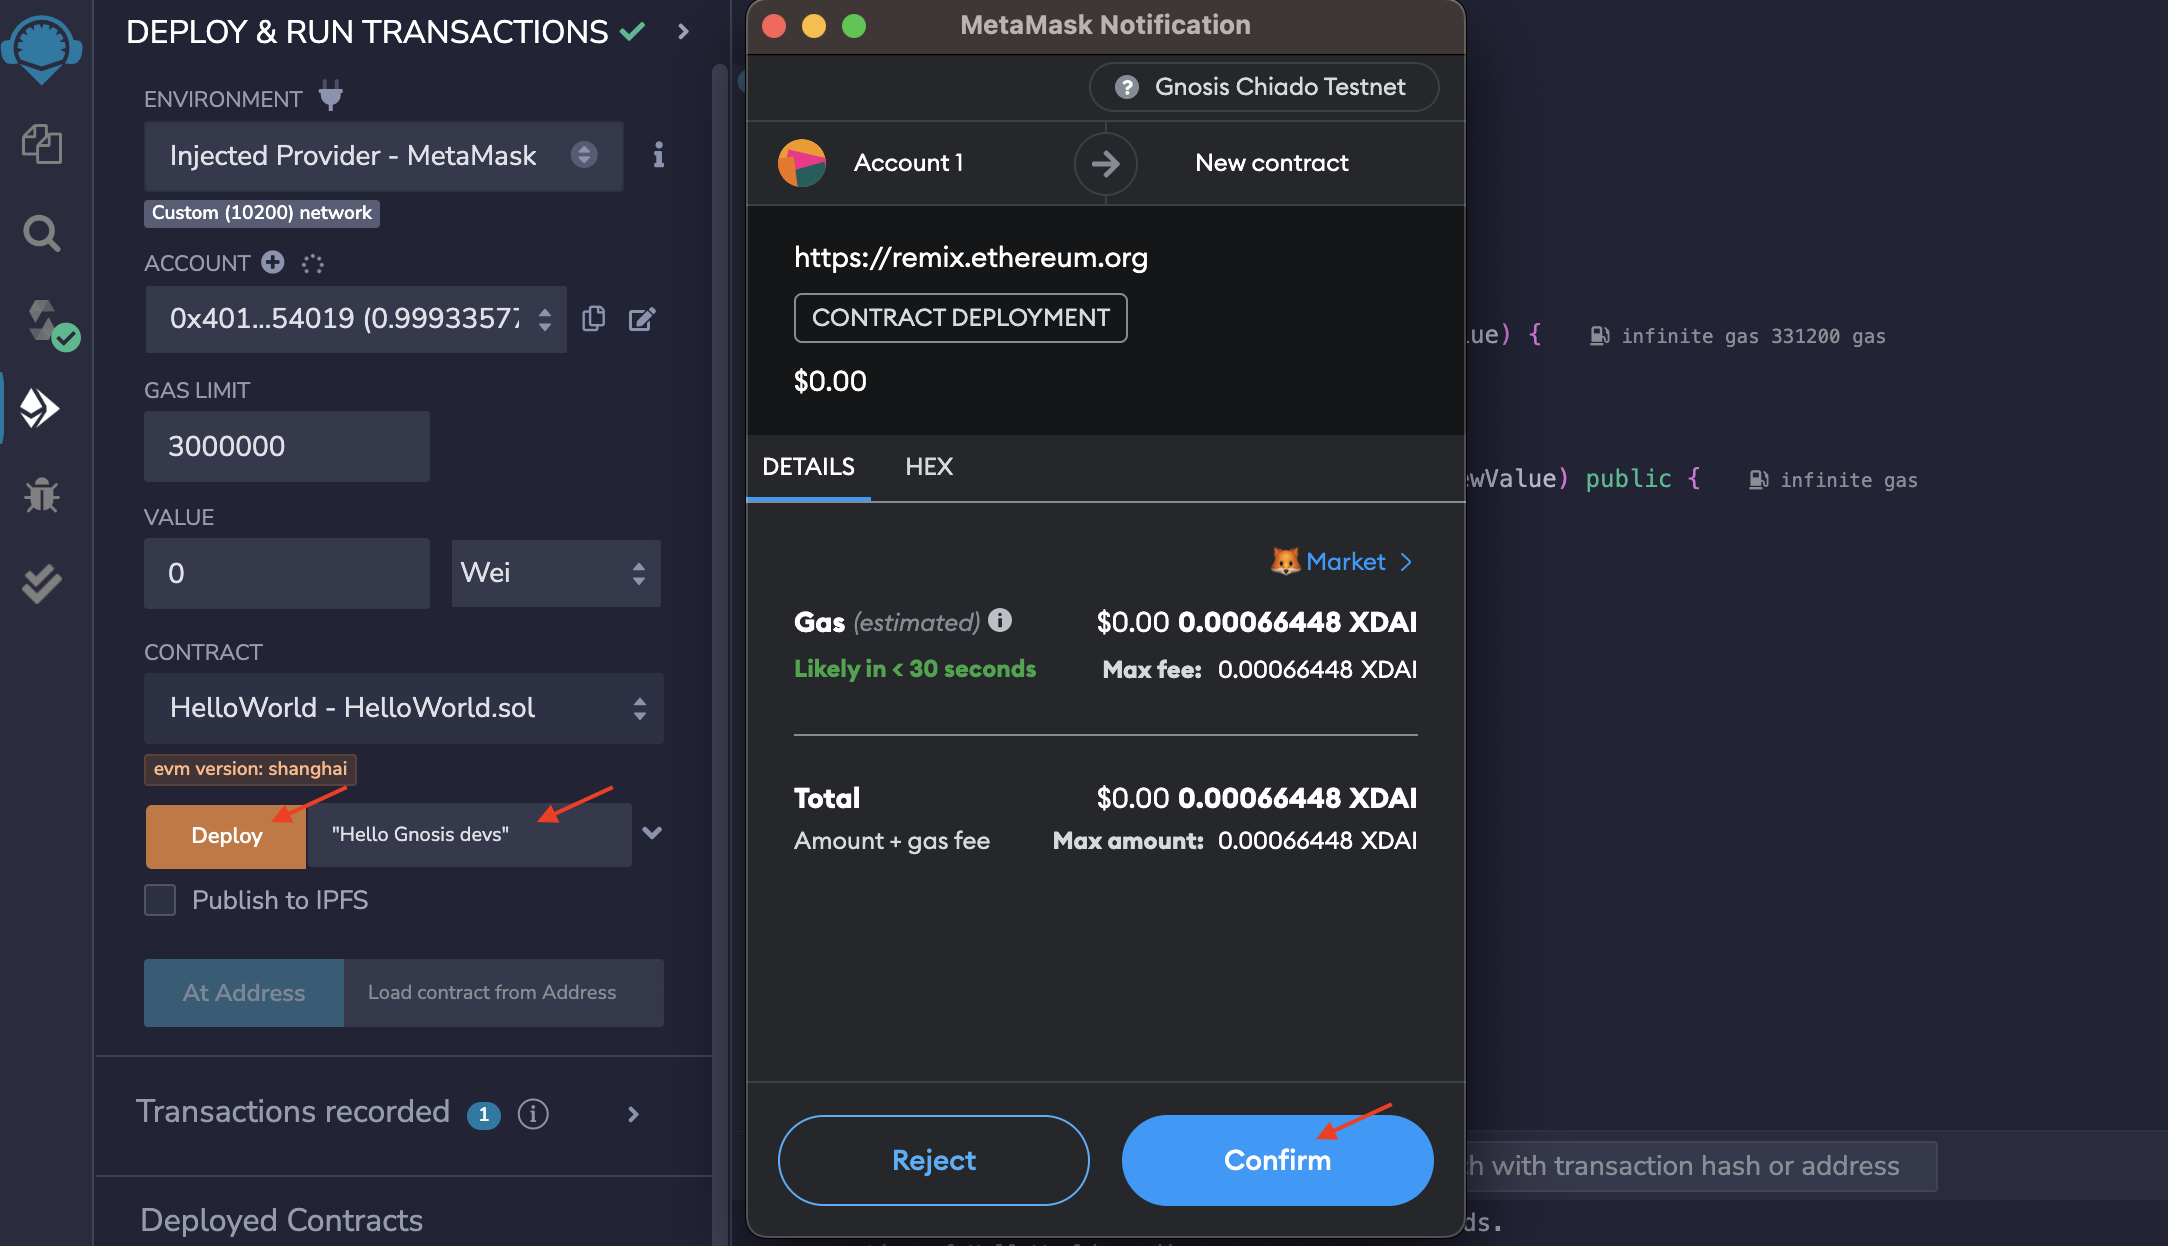 DEPLOY & RUN TRANSACTIONS
ENVIRONMENT
Injected Provider - MetaMask
Custom (10200) network
ACCOUNT
0x401...54019 (0.99933577
GAS LIMIT
3000000
VALUE
0
Wei
CONTRACT
HelloWorld - HelloWorld.sol
evm version: shanghai
Deploy
"Hello Gnosis devs"
Publish to IPFS
At Address
Load contract from Address
Transactions recorded 1
Deployed Contracts
MetaMask Notification
Gnosis Chiado Testnet
Account 1
New contract
https://remix.ethereum.org
CONTRACT DEPLOYMENT
$0.00
DETAILS
HEX
Market
Gas (estimated) $0.00 0.00066448 XDAI
Likely in < 30 seconds Max fee: 0.00066448 XDAI
Total $0.00 0.00066448 XDAI
Amount + gas fee Max amount: 0.00066448 XDAI
Reject
Confirm
ue) { infinite gas 331200 gas
wValue) public { infinite gas
h with transaction hash or address
ds.